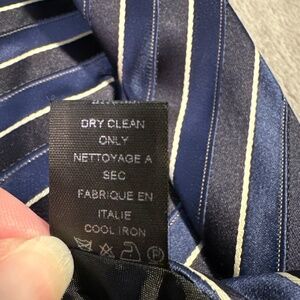 DRY CLEAN
ONLY
NETTOYAGE A
SEC
FABRIQUE EN
ITALIE
COOL IRON